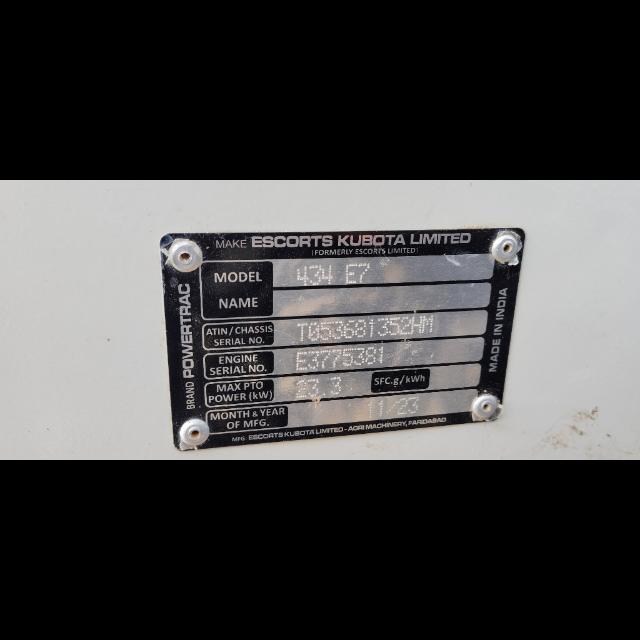 MAKE ESCORTS KUBOTA LIMITED
(FORMERLY ESCORTS LIMITED)
BRAND POWERTRAC
MODEL 434 E7
NAME
ATIN / CHASSIS SERIAL NO. T053681352HM
ENGINE SERIAL NO. E3775381
MAX PTO POWER (kW) 23.3 SFC.g/kWh
MONTH & YEAR OF MFG. 11/23
MADE IN INDIA
MFG. ESCORTS KUBOTA LIMITED - AGRI MACHINERY, FARIDABAD